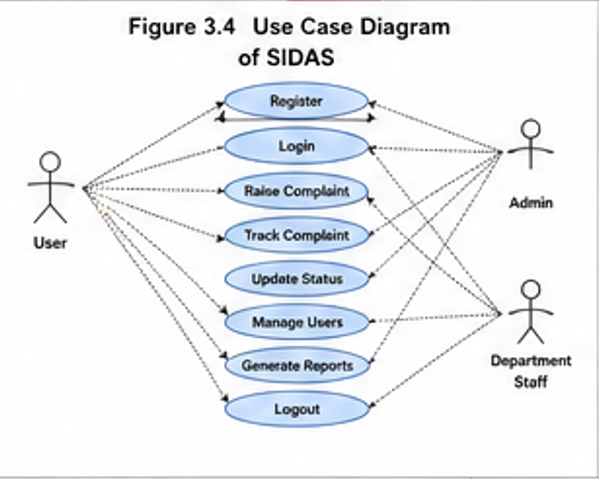 Figure 3.4 Use Case Diagram
of SIDAS
Register
Login
Raise Complaint
Track Complaint
Update Status
Manage Users
Generate Reports
Logout
User
Admin
Department
Staff